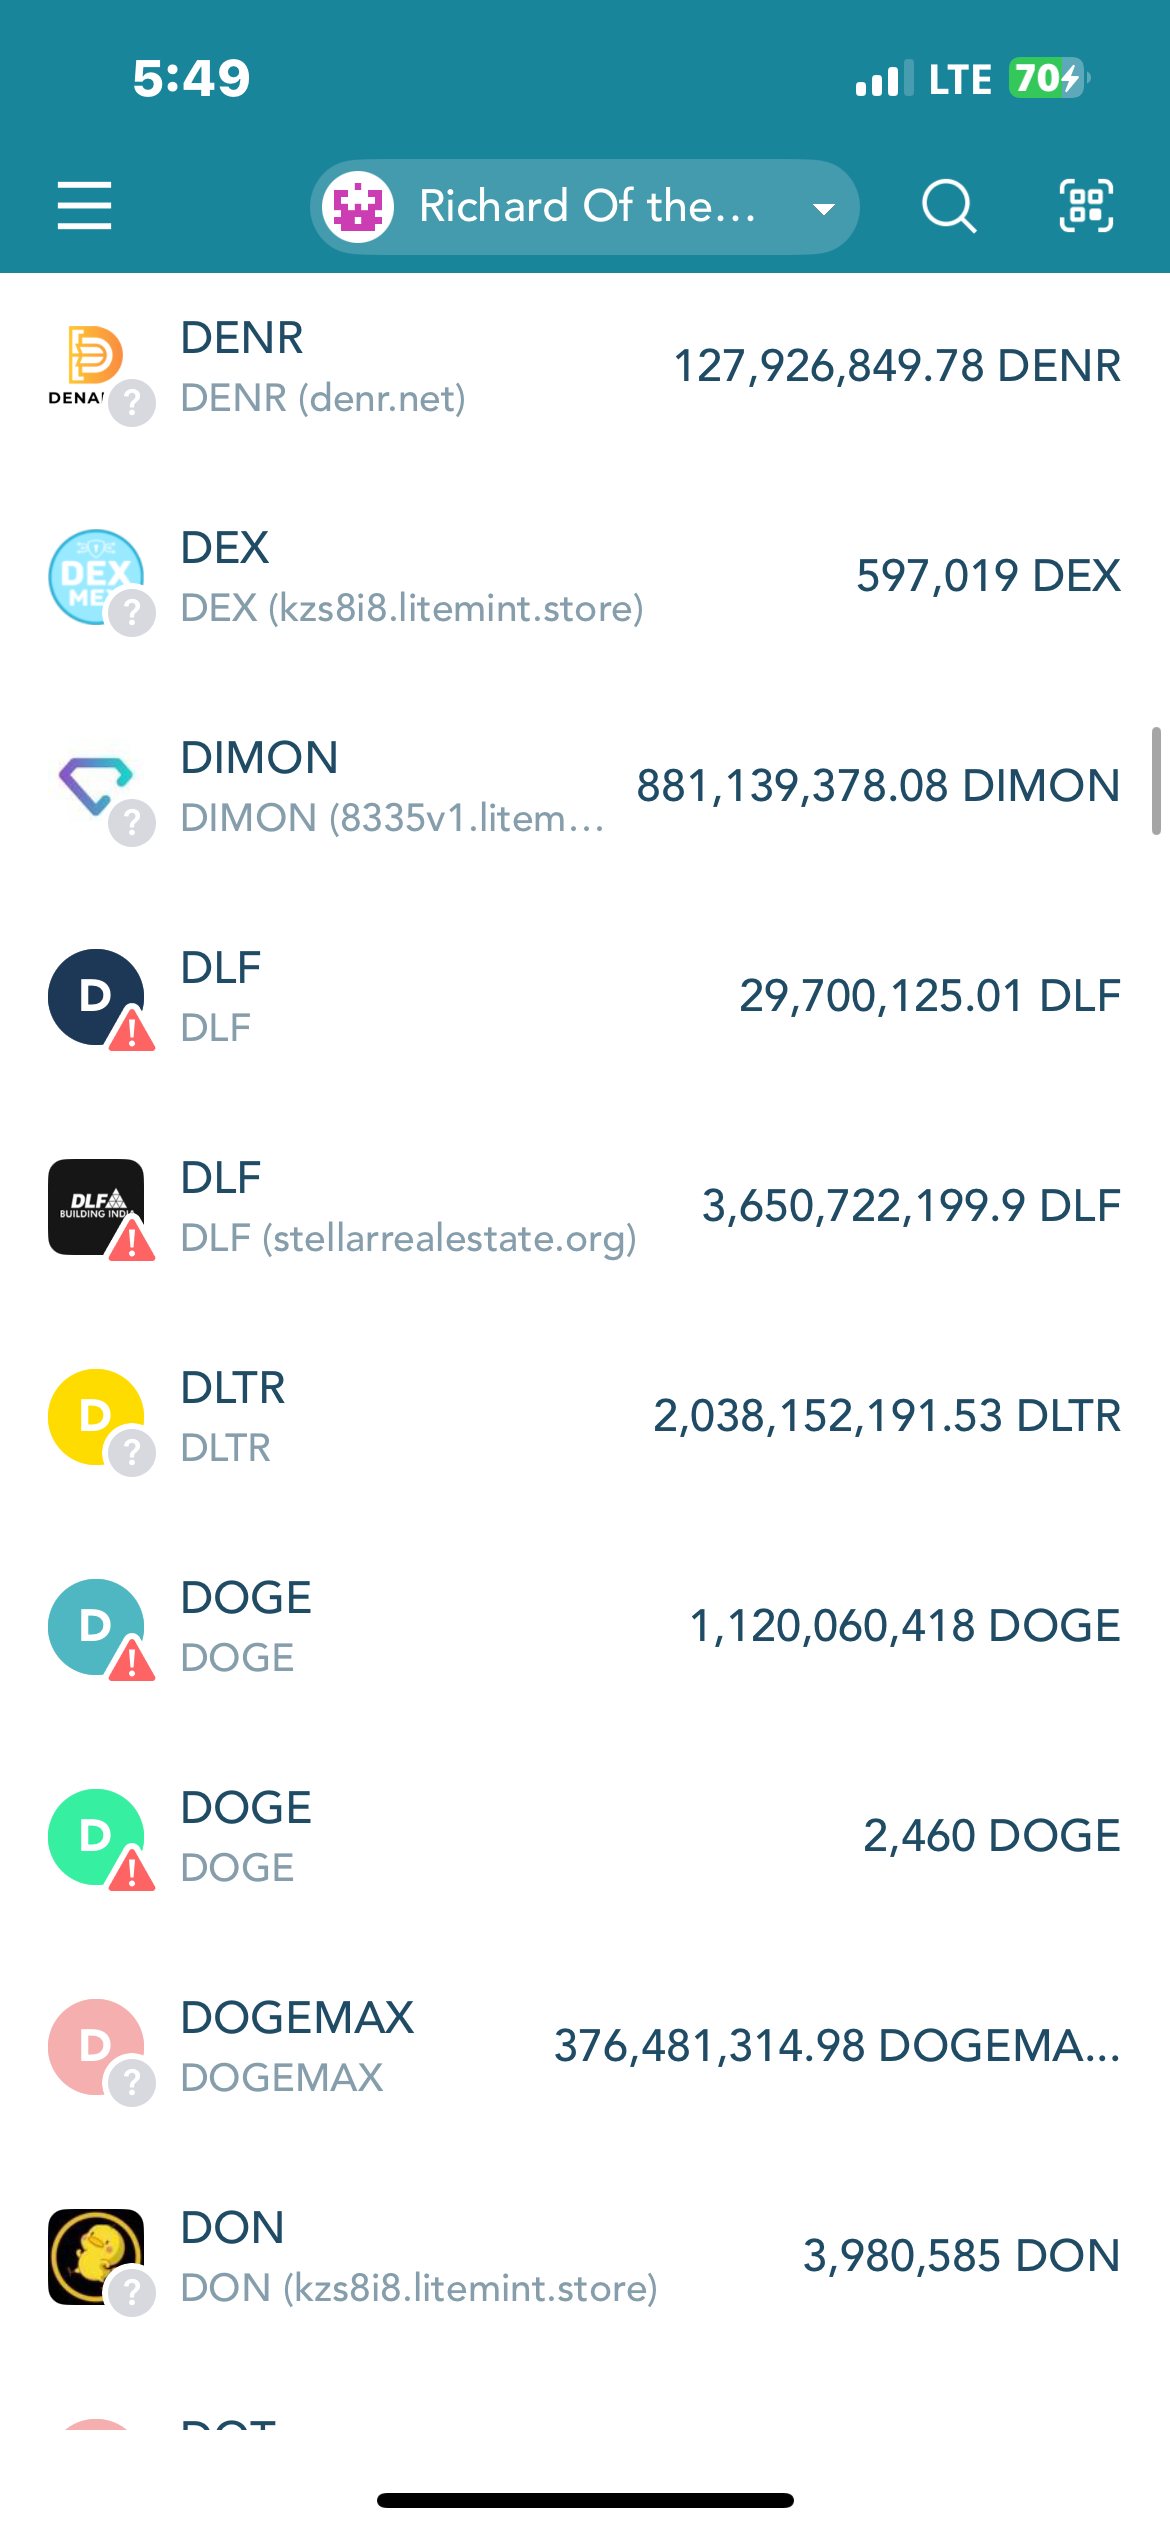 5:49
LTE 70
Richard Of the...
DENR
127,926,849.78 DENR
DENR (denr.net)
DEX
597,019 DEX
DEX (kzs8i8.litemint.store)
DIMON
881,139,378.08 DIMON
DIMON (8335v1.litem...
D
DLF
29,700,125.01 DLF
DLF
DLF
BUILDING INDIA
DLF
3,650,722,199.9 DLF
DLF (stellarrealestate.org)
D
DLTR
2,038,152,191.53 DLTR
DLTR
D
DOGE
1,120,060,418 DOGE
DOGE
D
DOGE
2,460 DOGE
DOGE
D
DOGEMAX
376,481,314.98 DOGEMA...
DOGEMAX
DON
3,980,585 DON
DON (kzs8i8.litemint.store)
DOT